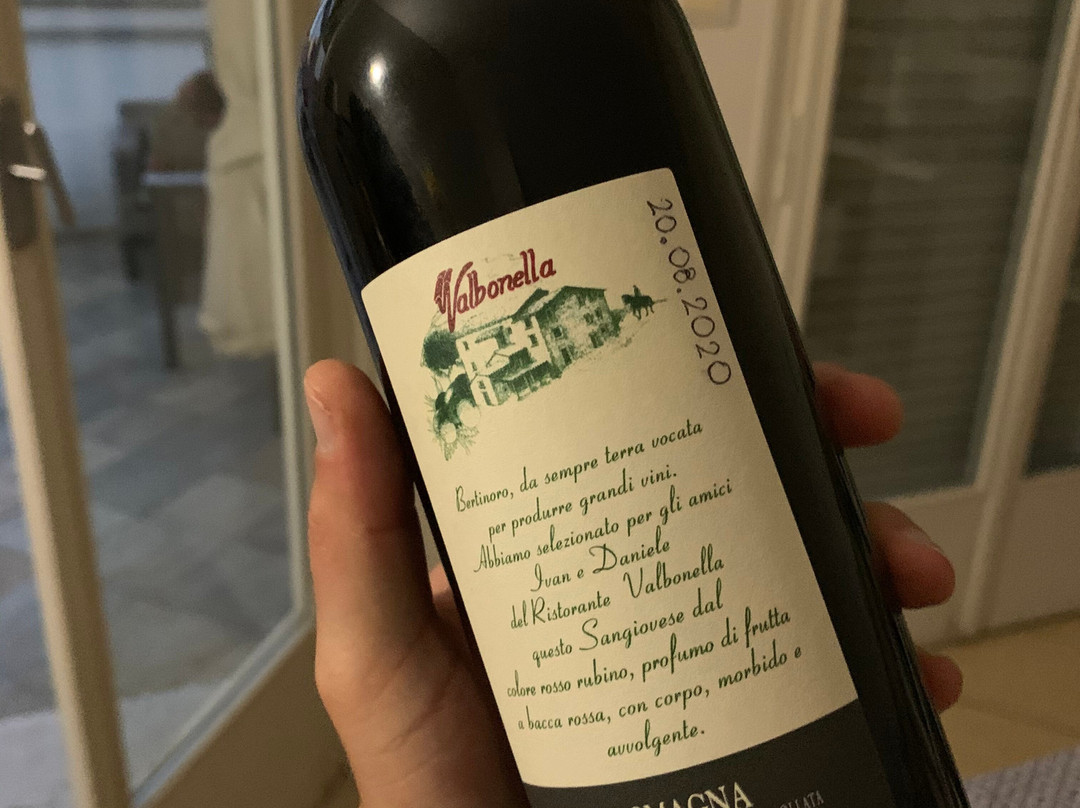 Valbonella
20.08.2020
Bertinoro, da sempre terra vocata
per produrre grandi vini.
Abbiamo selezionato per gli amici
Ivan e Daniele
del Ristorante Valbonella
questo Sangiovese dal
colore rosso rubino, profumo di frutta
a bacca rossa, con corpo, morbido e
avvolgente.